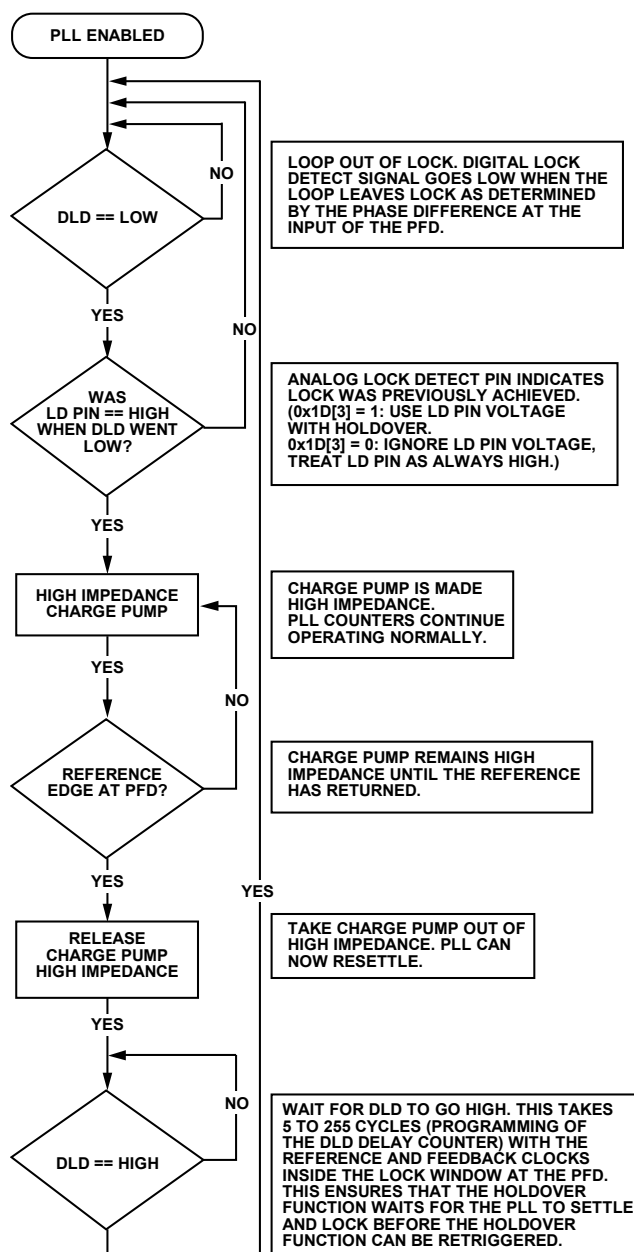 PLL ENABLED
NO
DLD == LOW
LOOP OUT OF LOCK. DIGITAL LOCK
DETECT SIGNAL GOES LOW WHEN THE
LOOP LEAVES LOCK AS DETERMINED
BY THE PHASE DIFFERENCE AT THE
INPUT OF THE PFD.
YES
NO
WAS
LD PIN == HIGH
WHEN DLD WENT
LOW?
ANALOG LOCK DETECT PIN INDICATES
LOCK WAS PREVIOUSLY ACHIEVED.
(0x1D[3] = 1: USE LD PIN VOLTAGE
WITH HOLDOVER.
0x1D[3] = 0: IGNORE LD PIN VOLTAGE,
TREAT LD PIN AS ALWAYS HIGH.)
YES
HIGH IMPEDANCE
CHARGE PUMP
CHARGE PUMP IS MADE
HIGH IMPEDANCE.
PLL COUNTERS CONTINUE
OPERATING NORMALLY.
YES
NO
REFERENCE
EDGE AT PFD?
CHARGE PUMP REMAINS HIGH
IMPEDANCE UNTIL THE REFERENCE
HAS RETURNED.
YES
YES
RELEASE
CHARGE PUMP
HIGH IMPEDANCE
TAKE CHARGE PUMP OUT OF
HIGH IMPEDANCE. PLL CAN
NOW RESETTLE.
YES
NO
DLD == HIGH
WAIT FOR DLD TO GO HIGH. THIS TAKES
5 TO 255 CYCLES (PROGRAMMING OF
THE DLD DELAY COUNTER) WITH THE
REFERENCE AND FEEDBACK CLOCKS
INSIDE THE LOCK WINDOW AT THE PFD.
THIS ENSURES THAT THE HOLDOVER
FUNCTION WAITS FOR THE PLL TO SETTLE
AND LOCK BEFORE THE HOLDOVER
FUNCTION CAN BE RETRIGGERED.